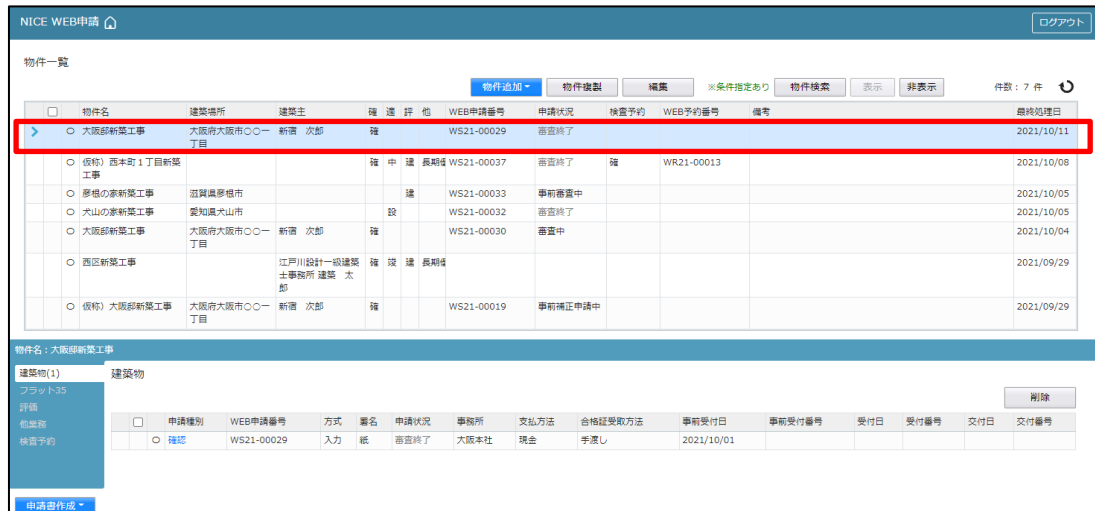 NICE WEB申請 ログアウト
物件一覧
物件追加 物件複製 編集 ※条件指定あり 物件検索 表示 非表示 件数:7 件
物件名 建築場所 建築主 確 適 評 他 WEB申請番号 申請状況 検査予約 WEB予約番号 備考 最終処理日
○ 大阪邸新築工事 大阪府大阪市○○一 新宿 次郎 確 WS21-00029 審査終了 2021/10/11
丁目
○ 仮称)西本町1丁目新築 確 中 建 長期優 WS21-00037 審査終了 確 WR21-00013 2021/10/08
工事
○ 彦根の家新築工事 滋賀県彦根市 建 WS21-00033 事前審査中 2021/10/05
○ 犬山の家新築工事 愛知県犬山市 設 WS21-00032 審査終了 2021/10/05
○ 大阪邸新築工事 大阪府大阪市○○一 新宿 次郎 確 WS21-00030 審査中 2021/10/04
丁目
○ 西区新築工事 江戸川設計一級建築 確 竣 建 長期優 2021/09/29
士事務所 建築 太
郎
○ 仮称)大阪邸新築工事 大阪府大阪市○○一 新宿 次郎 確 WS21-00019 事前補正申請中 2021/09/29
丁目
物件名:大阪邸新築工事
建築物(1) 建築物
フラット35 削除
評価
他業務
検査予約
申請種別 WEB申請番号 方式 署名 申請状況 事務所 支払方法 合格証受取方法 事前受付日 事前受付番号 受付日 受付番号 交付日 交付番号
○ 確認 WS21-00029 入力 紙 審査終了 大阪本社 現金 手渡し 2021/10/01
申請書作成